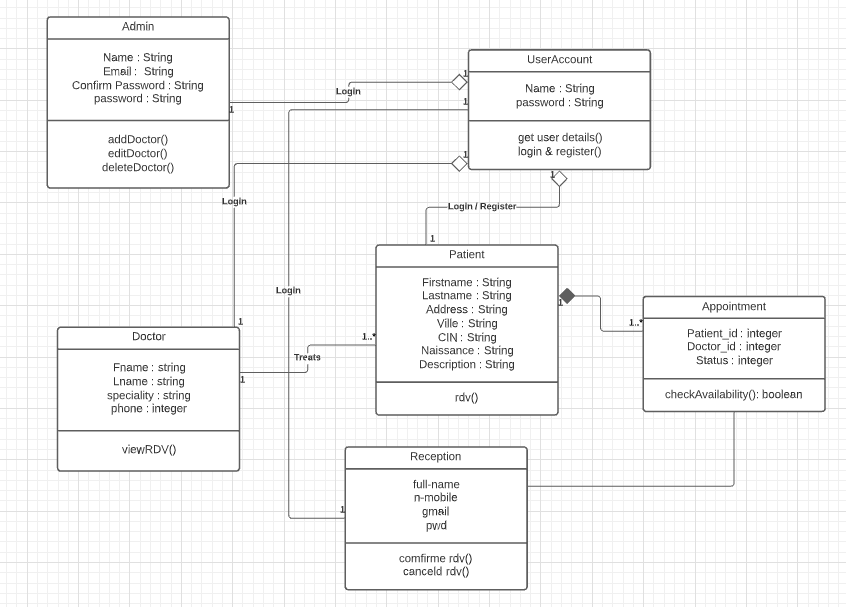 Admin
Name : String
Email :  String
Confirm Password : String
password : String
addDoctor()
editDoctor()
deleteDoctor()
1
Login
1
UserAccount
Name : String
password : String
get user details()
login & register()
1
1
1
Login
Login / Register
1
Login
Patient
Firstname : String
Lastname : String
Address : String
Ville : String
CIN : String
Naissance : String
Description : String
rdv()
1
1..*
Appointment
Patient_id : integer
Doctor_id : integer
Status : integer
checkAvailability(): boolean
1
Doctor
Fname : string
Lname : string
speciality : string
phone : integer
viewRDV()
1
Treats
1..*
Reception
full-name
n-mobile
gmail
pwd
comfirme rdv()
canceld rdv()
1